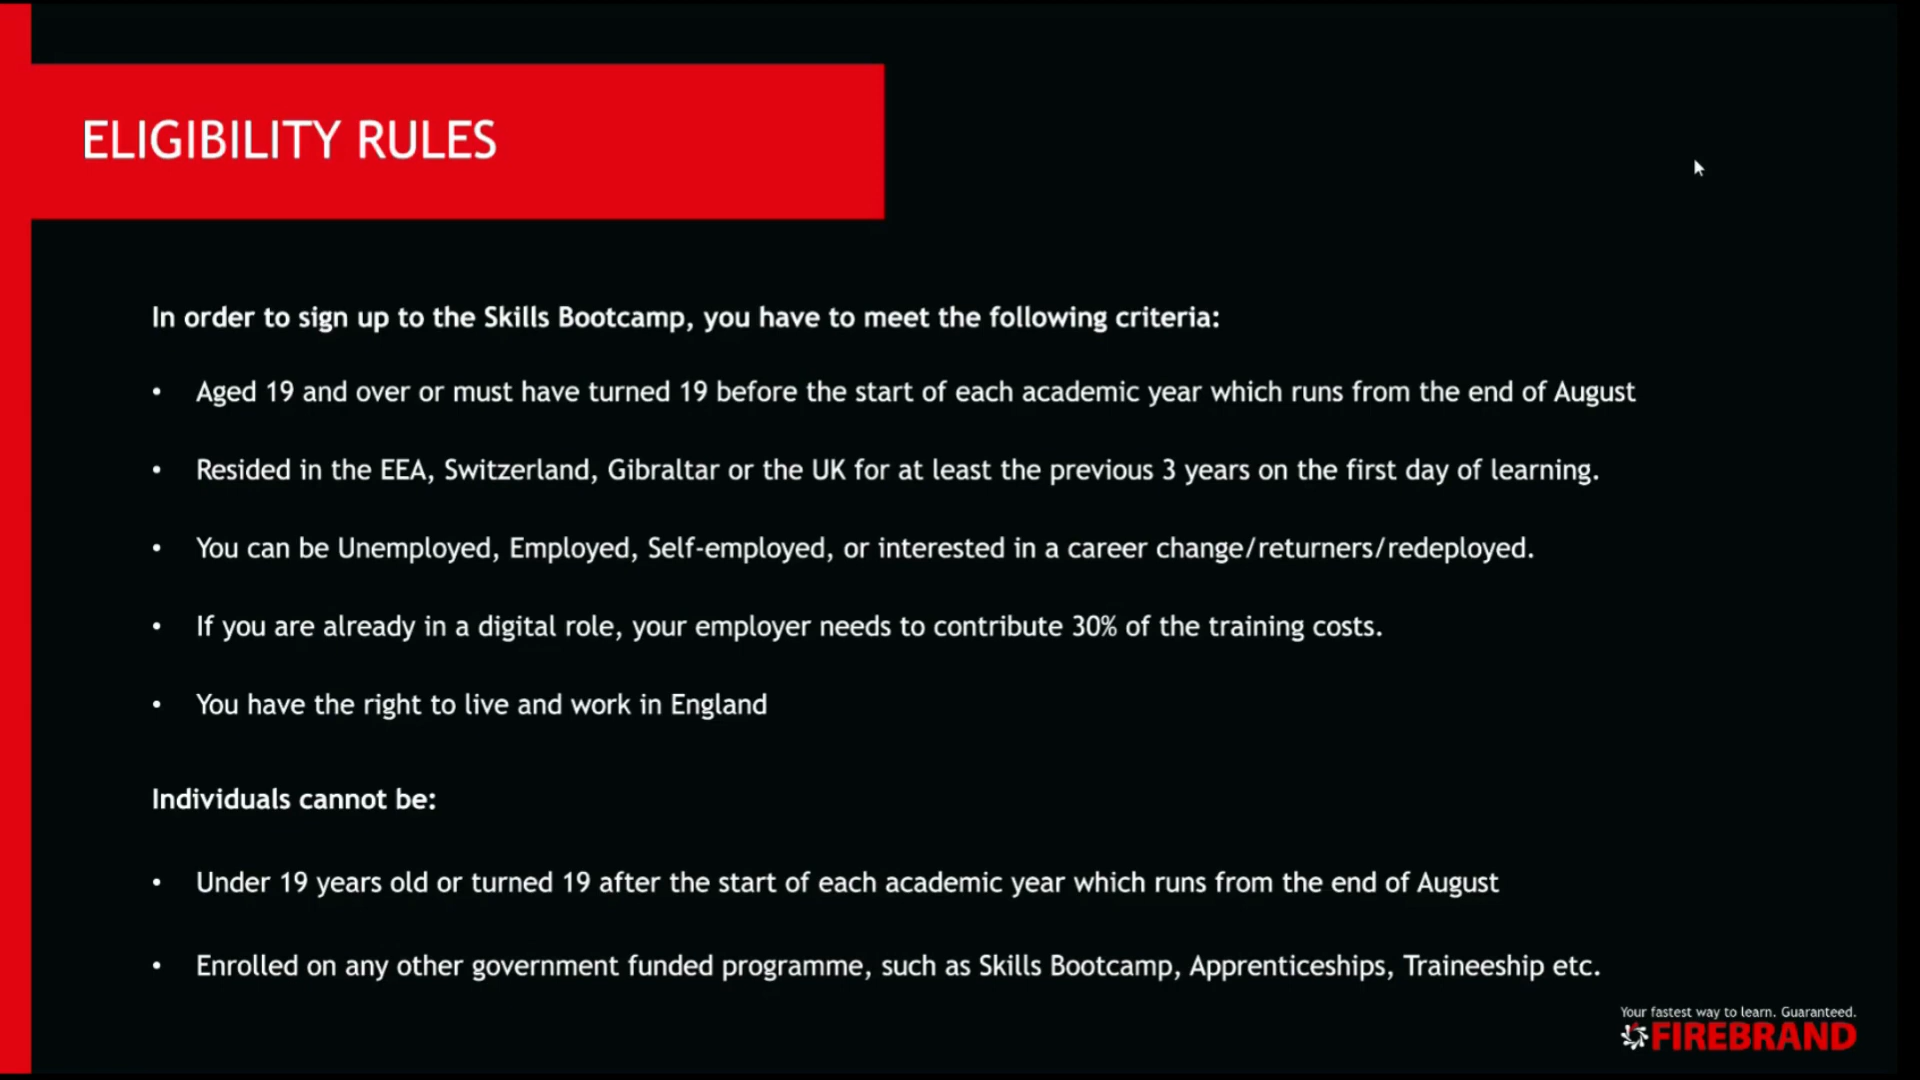 ELIGIBILITY RULES
In order to sign up to the Skills Bootcamp, you have to meet the following criteria:
• Aged 19 and over or must have turned 19 before the start of each academic year which runs from the end of August
• Resided in the EEA, Switzerland, Gibraltar or the UK for at least the previous 3 years on the first day of learning.
• You can be Unemployed, Employed, Self-employed, or interested in a career change/returners/redeployed.
• If you are already in a digital role, your employer needs to contribute 30% of the training costs.
• You have the right to live and work in England
Individuals cannot be:
• Under 19 years old or turned 19 after the start of each academic year which runs from the end of August
• Enrolled on any other government funded programme, such as Skills Bootcamp, Apprenticeships, Traineeship etc.
Your fastest way to learn. Guaranteed.
FIREBRAND